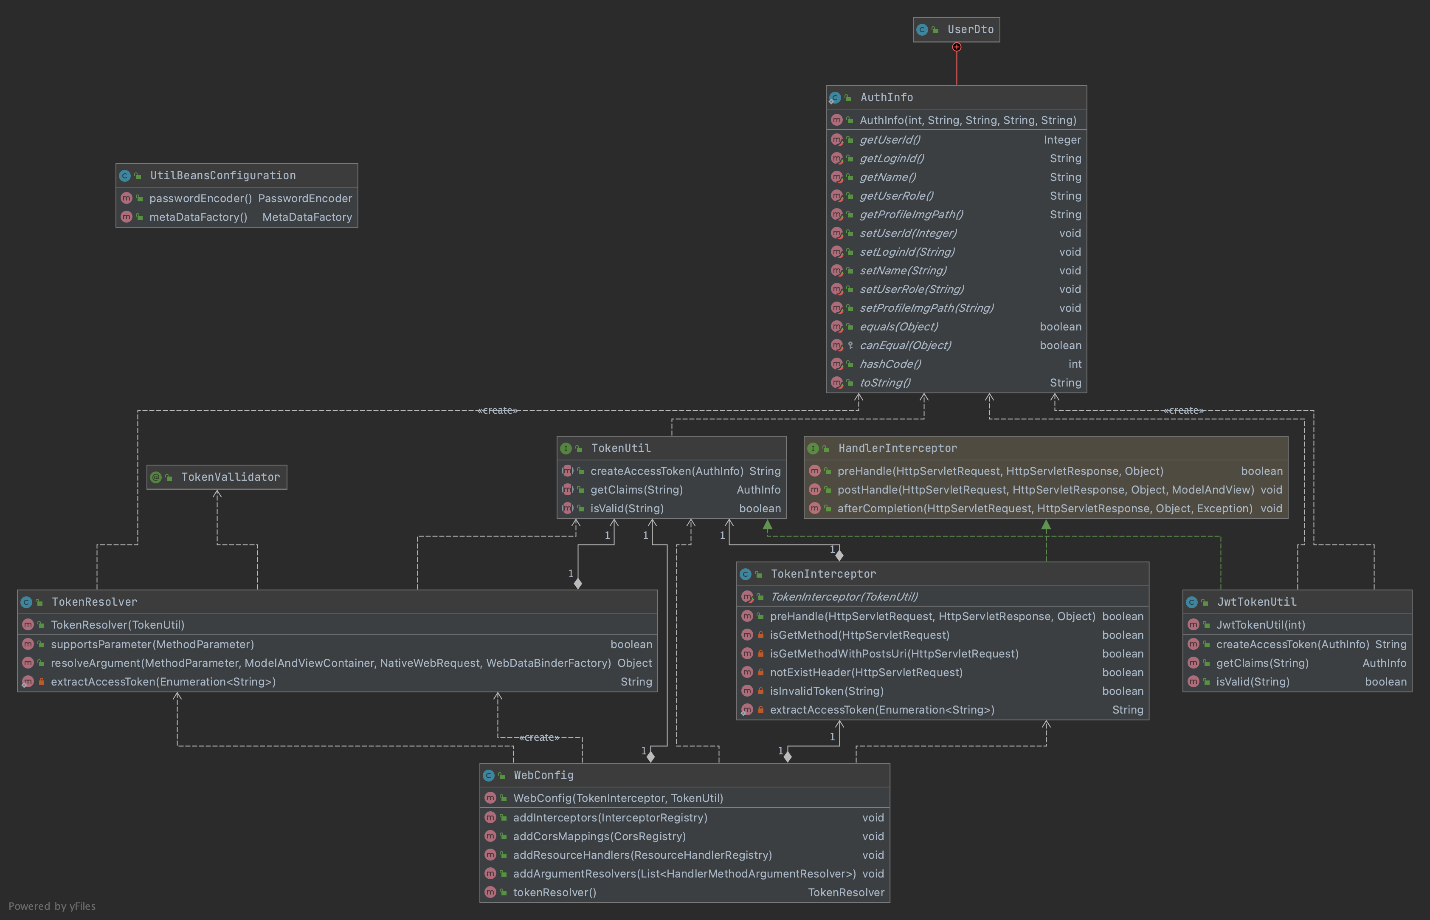 UserDto
AuthInfo
AuthInfo(int, String, String, String, String)
getUserId() Integer
getLoginId() String
getName() String
getUserRole() String
getProfileImgPath() String
setUserId(Integer) void
setLoginId(String) void
setName(String) void
setUserRole(String) void
setProfileImgPath(String) void
equals(Object) boolean
canEqual(Object) boolean
hashCode() int
toString() String
UtilBeansConfiguration
passwordEncoder() PasswordEncoder
metaDataFactory() MetaDataFactory
«create»
«create»
TokenVallidator
TokenUtil
createAccessToken(AuthInfo) String
getClaims(String) AuthInfo
isValid(String) boolean
HandlerInterceptor
preHandle(HttpServletRequest, HttpServletResponse, Object) boolean
postHandle(HttpServletRequest, HttpServletResponse, Object, ModelAndView) void
afterCompletion(HttpServletRequest, HttpServletResponse, Object, Exception) void
1
1
1
1
1
TokenResolver
TokenResolver(TokenUtil)
supportsParameter(MethodParameter) boolean
resolveArgument(MethodParameter, ModelAndViewContainer, NativeWebRequest, WebDataBinderFactory) Object
extractAccessToken(Enumeration<String>) String
TokenInterceptor
TokenInterceptor(TokenUtil)
preHandle(HttpServletRequest, HttpServletResponse, Object) boolean
isGetMethod(HttpServletRequest) boolean
isGetMethodWithPostsUri(HttpServletRequest) boolean
notExistHeader(HttpServletRequest) boolean
isInvalidToken(String) boolean
extractAccessToken(Enumeration<String>) String
JwtTokenUtil
JwtTokenUtil(int)
createAccessToken(AuthInfo) String
getClaims(String) AuthInfo
isValid(String) boolean
«create»
1
1
1
WebConfig
WebConfig(TokenInterceptor, TokenUtil)
addInterceptors(InterceptorRegistry) void
addCorsMappings(CorsRegistry) void
addResourceHandlers(ResourceHandlerRegistry) void
addArgumentResolvers(List<HandlerMethodArgumentResolver>) void
tokenResolver() TokenResolver
Powered by yFiles